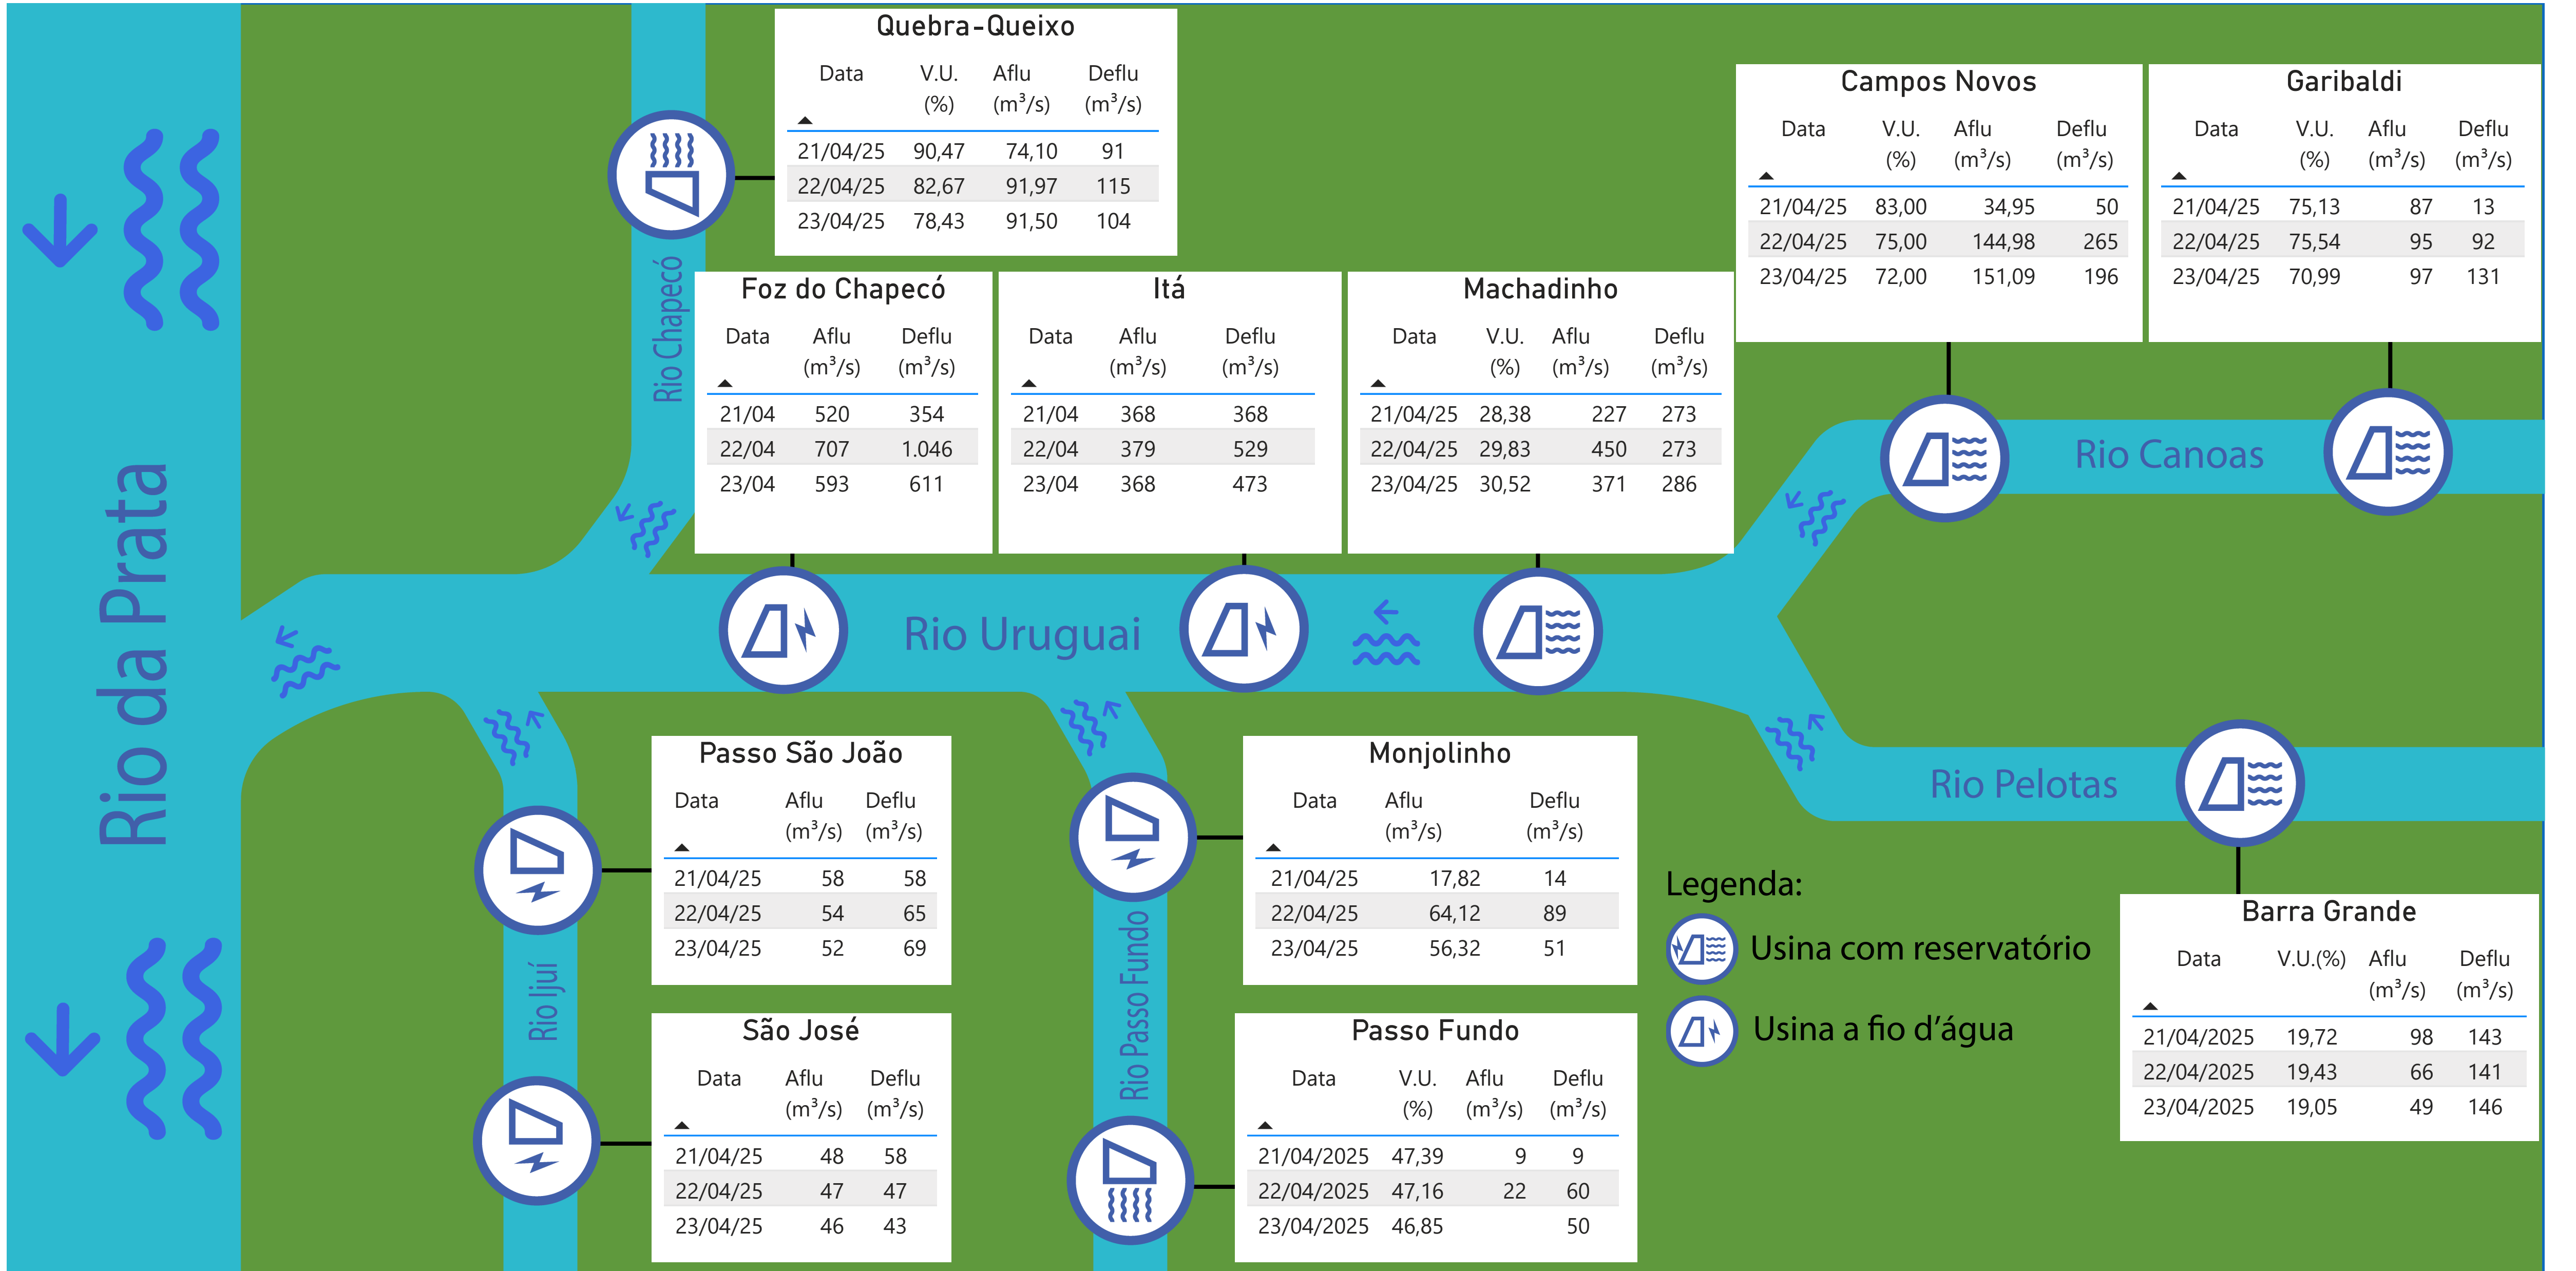 Rio da Prata
Quebra-Queixo
Data V.U. (%) Aflu (m³/s) Deflu (m³/s)
21/04/25 90,47 74,10 91
22/04/25 82,67 91,97 115
23/04/25 78,43 91,50 104
Rio Chapecó
Foz do Chapecó
Data Aflu (m³/s) Deflu (m³/s)
21/04 520 354
22/04 707 1.046
23/04 593 611
Itá
Data Aflu (m³/s) Deflu (m³/s)
21/04 368 368
22/04 379 529
23/04 368 473
Machadinho
Data V.U. (%) Aflu (m³/s) Deflu (m³/s)
21/04/25 28,38 227 273
22/04/25 29,83 450 273
23/04/25 30,52 371 286
Campos Novos
Data V.U. (%) Aflu (m³/s) Deflu (m³/s)
21/04/25 83,00 34,95 50
22/04/25 75,00 144,98 265
23/04/25 72,00 151,09 196
Garibaldi
Data V.U. (%) Aflu (m³/s) Deflu (m³/s)
21/04/25 75,13 87 13
22/04/25 75,54 95 92
23/04/25 70,99 97 131
Rio Canoas
Rio Uruguai
Rio Pelotas
Passo São João
Data Aflu (m³/s) Deflu (m³/s)
21/04/25 58 58
22/04/25 54 65
23/04/25 52 69
Rio Ijuí
São José
Data Aflu (m³/s) Deflu (m³/s)
21/04/25 48 58
22/04/25 47 47
23/04/25 46 43
Monjolinho
Data Aflu (m³/s) Deflu (m³/s)
21/04/25 17,82 14
22/04/25 64,12 89
23/04/25 56,32 51
Rio Passo Fundo
Passo Fundo
Data V.U. (%) Aflu (m³/s) Deflu (m³/s)
21/04/2025 47,39 9 9
22/04/2025 47,16 22 60
23/04/2025 46,85 50
Legenda:
Usina com reservatório
Usina a fio d'água
Barra Grande
Data V.U.(%) Aflu (m³/s) Deflu (m³/s)
21/04/2025 19,72 98 143
22/04/2025 19,43 66 141
23/04/2025 19,05 49 146